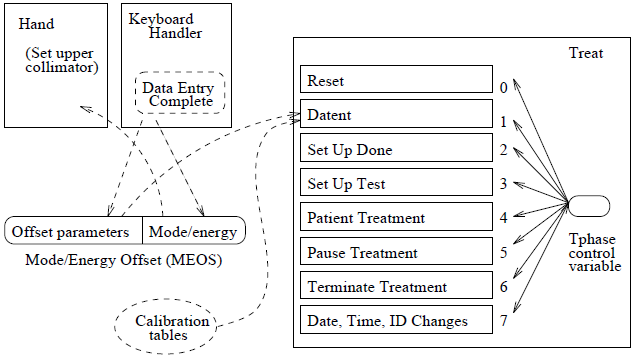 Hand
(Set upper
collimator)
Keyboard
Handler
Data Entry
Complete
Offset parameters
Mode/energy
Mode/Energy Offset (MEOS)
Calibration
tables
Treat
Reset
0
Datent
1
Set Up Done
2
Set Up Test
3
Patient Treatment
4
Pause Treatment
5
Terminate Treatment
6
Date, Time, ID Changes
7
Tphase
control
variable